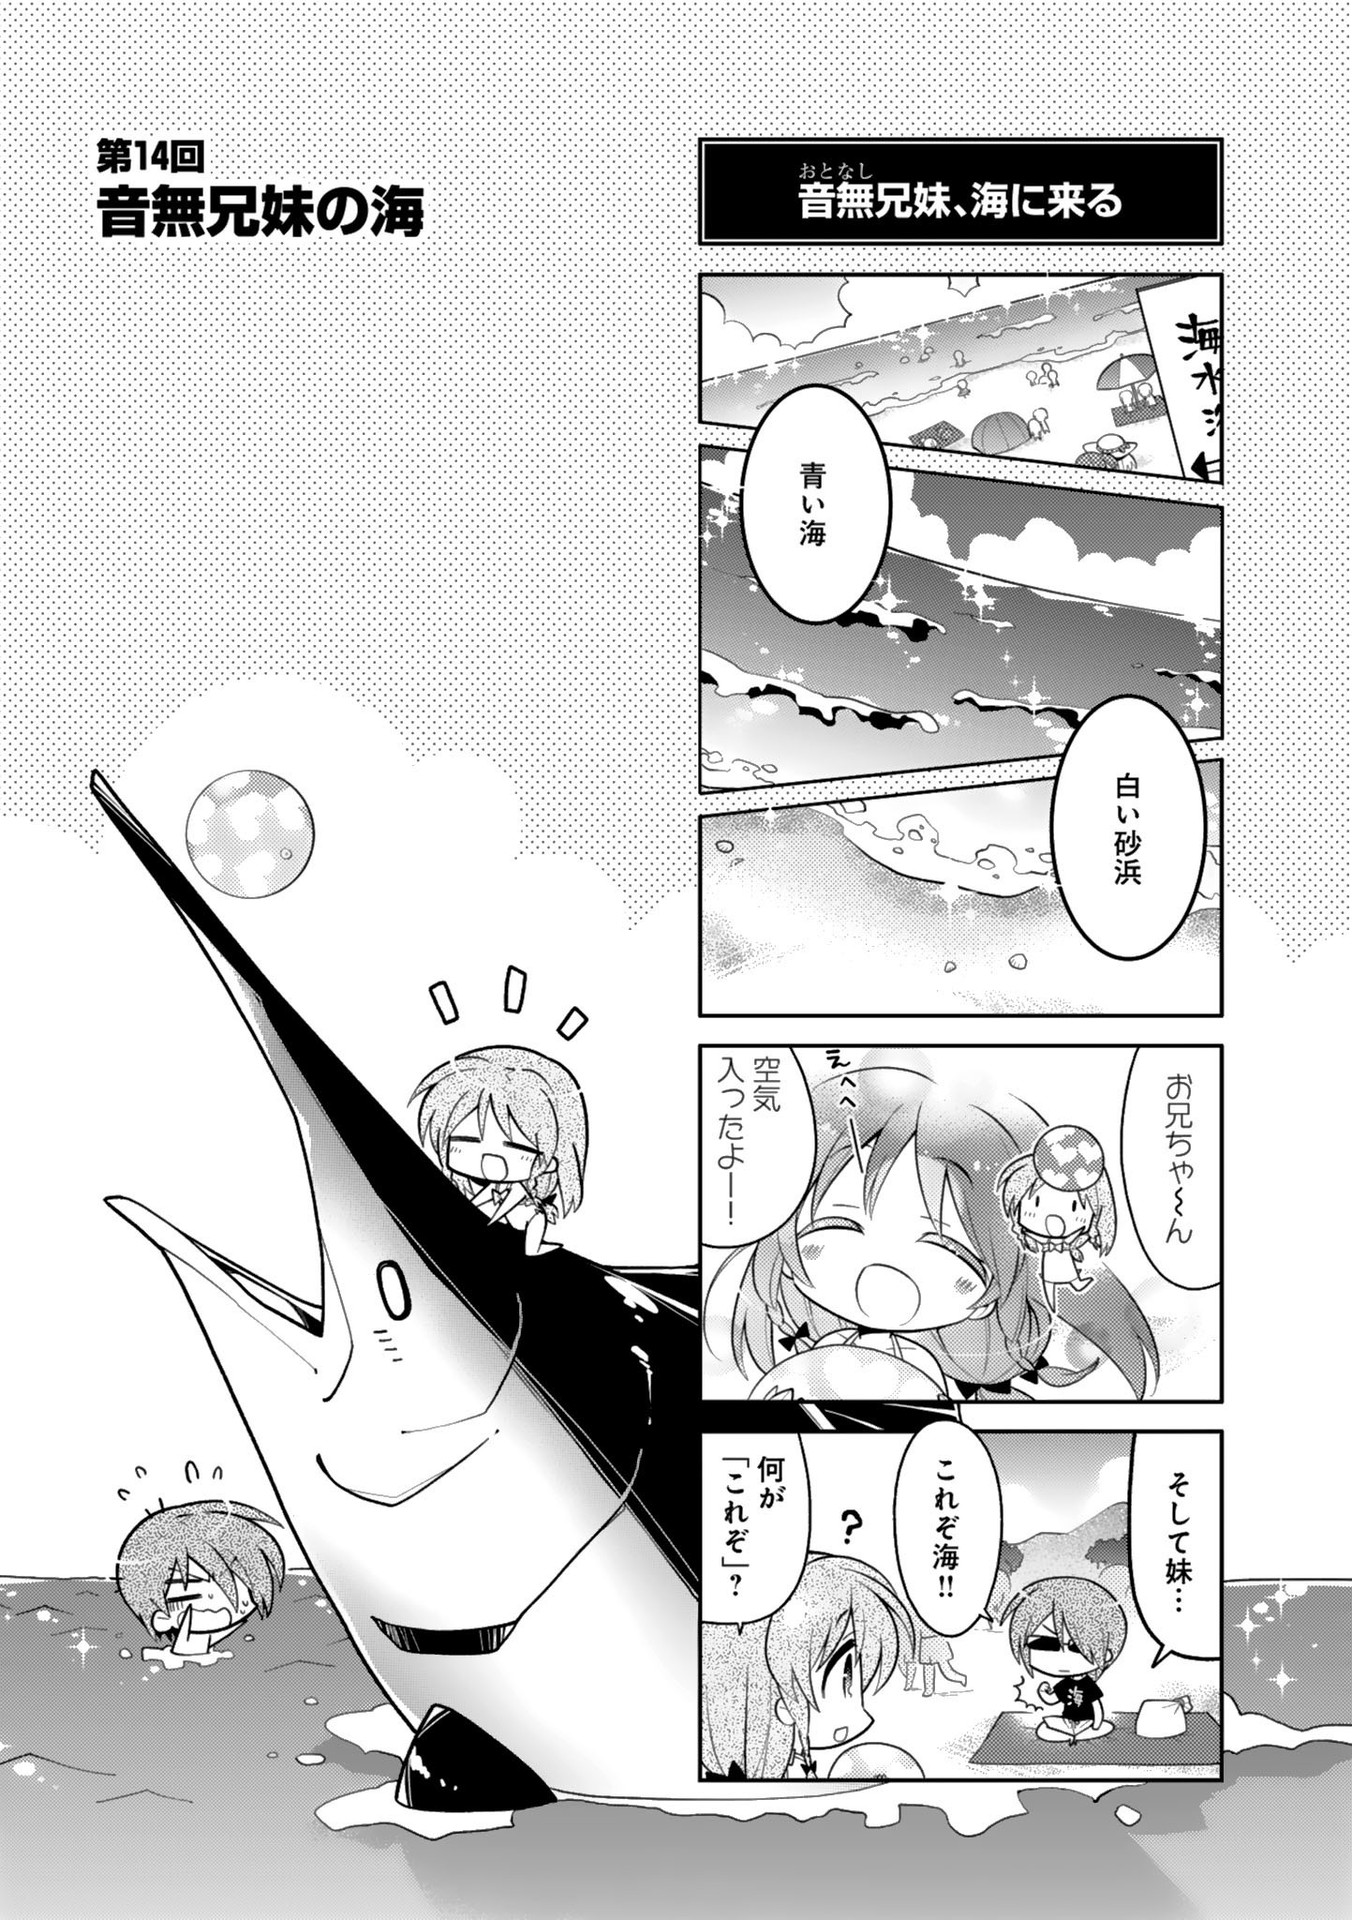 第14回
音無兄妹の海
おとなし
音無兄妹、海に来る
海
水
青い海
白い砂浜
お兄ちゃ～ん
えへへー
空気
入ったよー！
そして妹…
これぞ海!!
海
？
何が
「これぞ」？